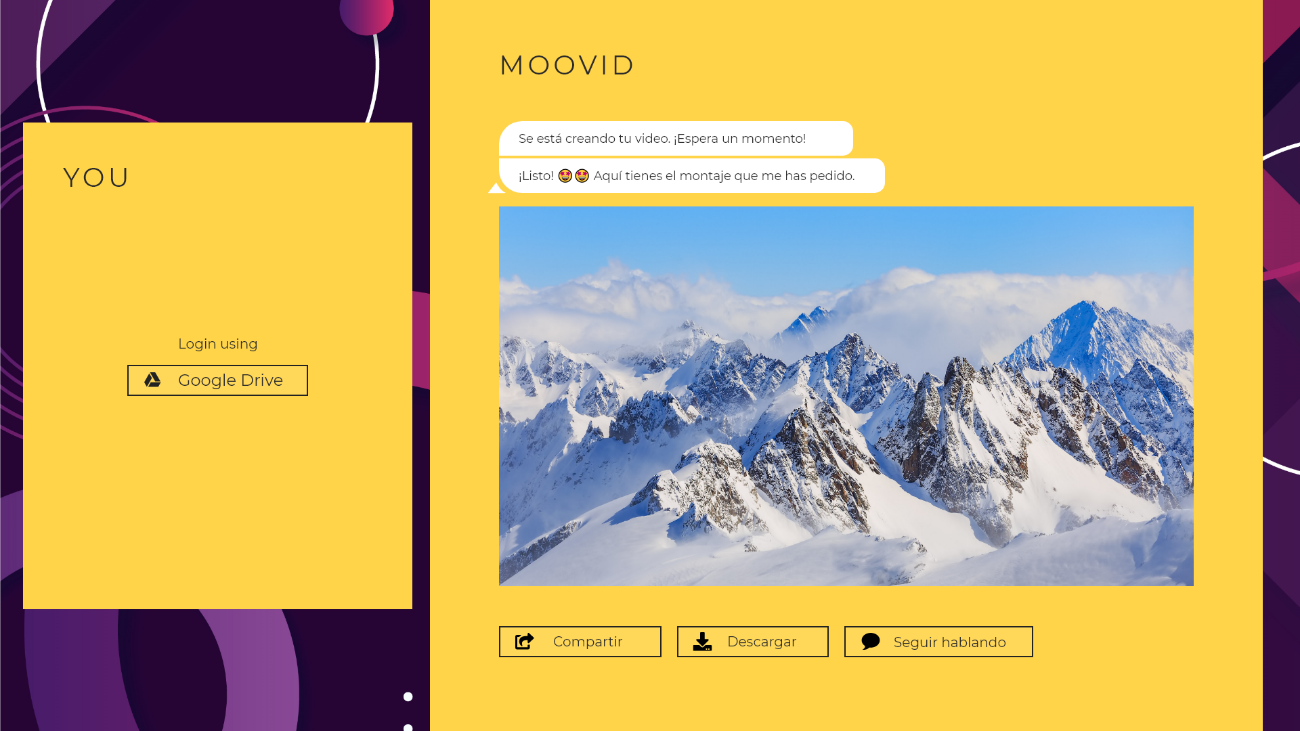 MOOVID
Se está creando tu video. ¡Espera un momento!
¡Listo! 🤩🤩 Aquí tienes el montaje que me has pedido.
YOU
Login using
Google Drive
Compartir
Descargar
Seguir hablando